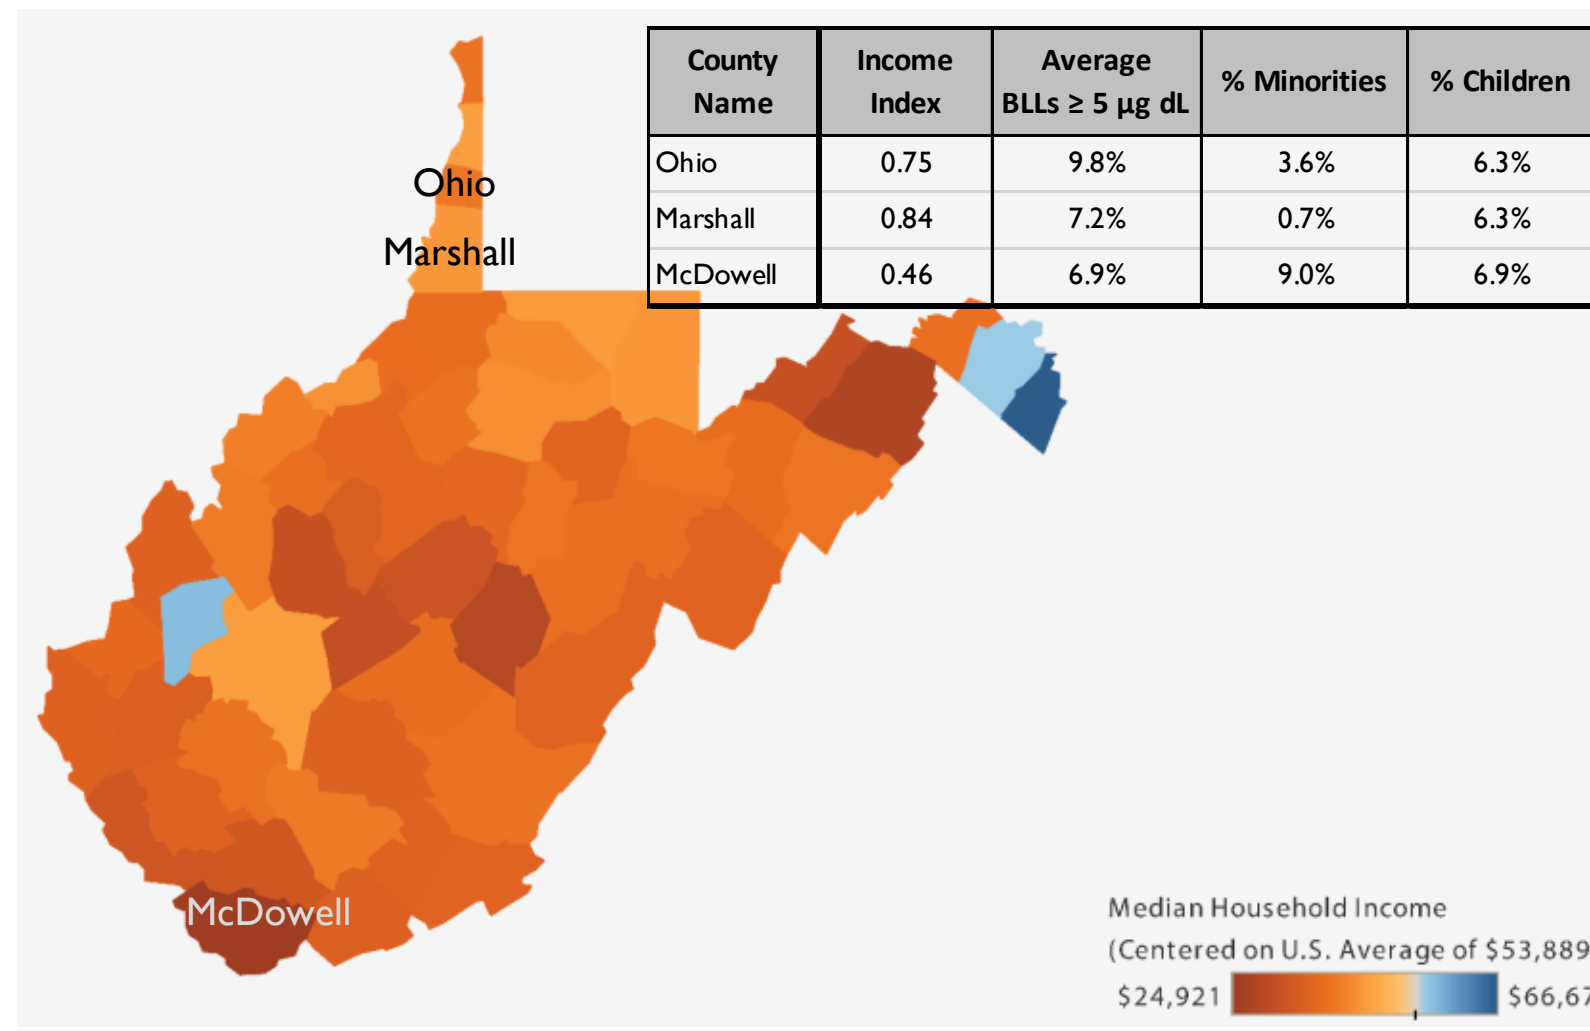 County Name
Income Index
Average BLLs ≥ 5 µg dL
% Minorities
% Children
Ohio 0.75 9.8% 3.6% 6.3%
Marshall 0.84 7.2% 0.7% 6.3%
McDowell 0.46 6.9% 9.0% 6.9%
Ohio
Marshall
McDowell
Median Household Income
(Centered on U.S. Average of $53,889
$24,921 $66,67